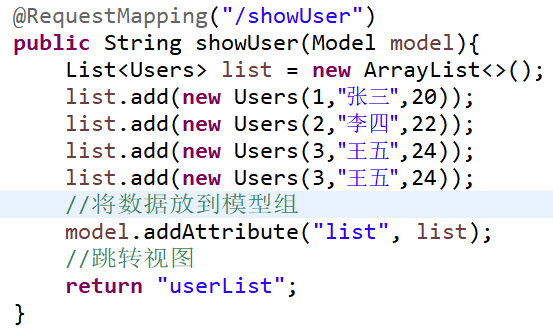 @RequestMapping("/showUser")
public String showUser(Model model){
    List<Users> list = new ArrayList<>();
    list.add(new Users(1,"张三",20));
    list.add(new Users(2,"李四",22));
    list.add(new Users(3,"王五",24));
    list.add(new Users(3,"王五",24));
    //将数据放到模型组
    model.addAttribute("list", list);
    //跳转视图
    return "userList";
}